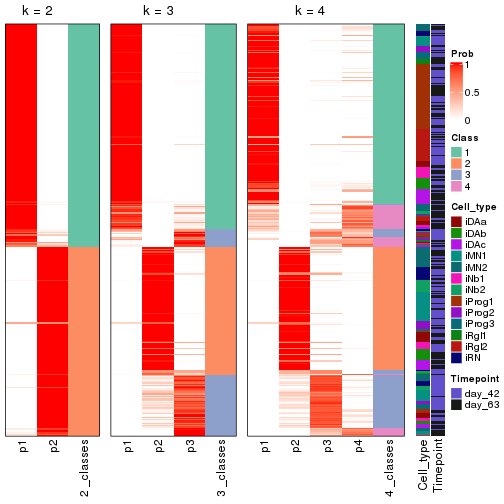 k = 2
k = 3
k = 4
p1
p2
2_classes
p1
p2
p3
3_classes
p1
p2
p3
p4
4_classes
Cell_type
Timepoint
Prob
1
0.5
0
Class
1
2
3
4
Cell_type
iDAa
iDAb
iDAc
iMN1
iMN2
iNb1
iNb2
iProg1
iProg2
iProg3
iRgl1
iRgl2
iRN
Timepoint
day_42
day_63